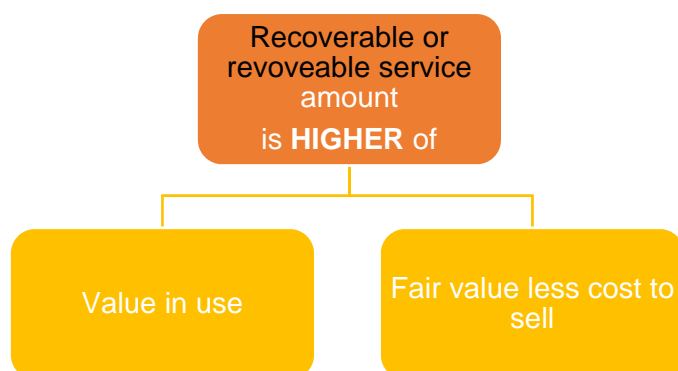 Recoverable or
revoveable service
amount
is HIGHER of
Value in use
Fair value less cost to
sell